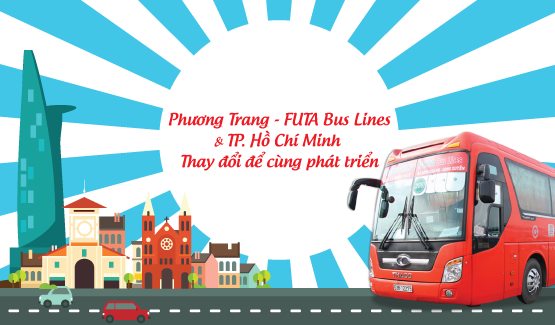 Phương Trang - FUTA Bus Lines
& TP. Hồ Chí Minh
Thay đổi để cùng phát triển